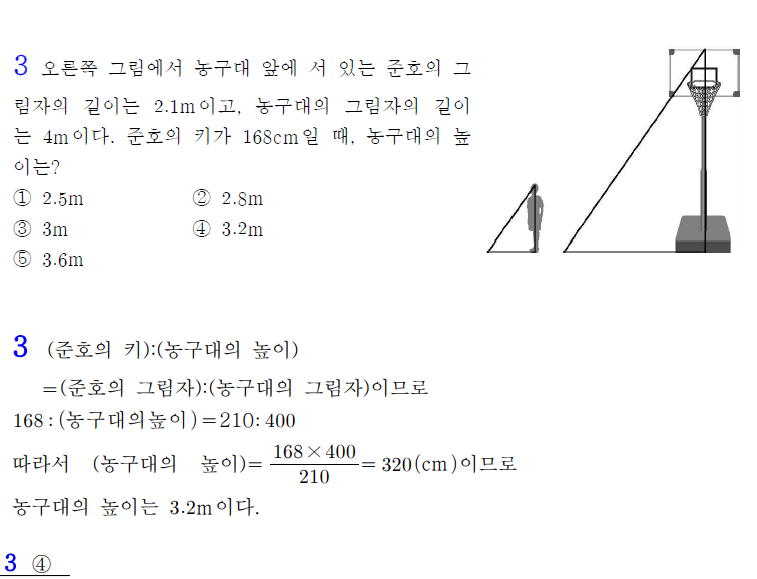 3 오른쪽 그림에서 농구대 앞에 서 있는 준호의 그
림자의 길이는 2.1m이고, 농구대의 그림자의 길이
는 4m이다. 준호의 키가 168cm일 때, 농구대의 높
이는?
① 2.5m ② 2.8m
③ 3m ④ 3.2m
⑤ 3.6m
3 (준호의 키):(농구대의 높이)
=(준호의 그림자):(농구대의 그림자)이므로
168 : (농구대의높이) = 210 : 400
따라서 (농구대의 높이)= 168×400/210 = 320(cm)이므로
농구대의 높이는 3.2m이다.
3 ④